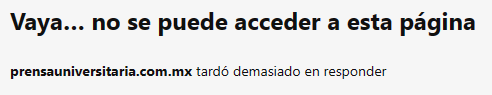 Vaya… no se puede acceder a esta página
prensauniversitaria.com.mx tardó demasiado en responder